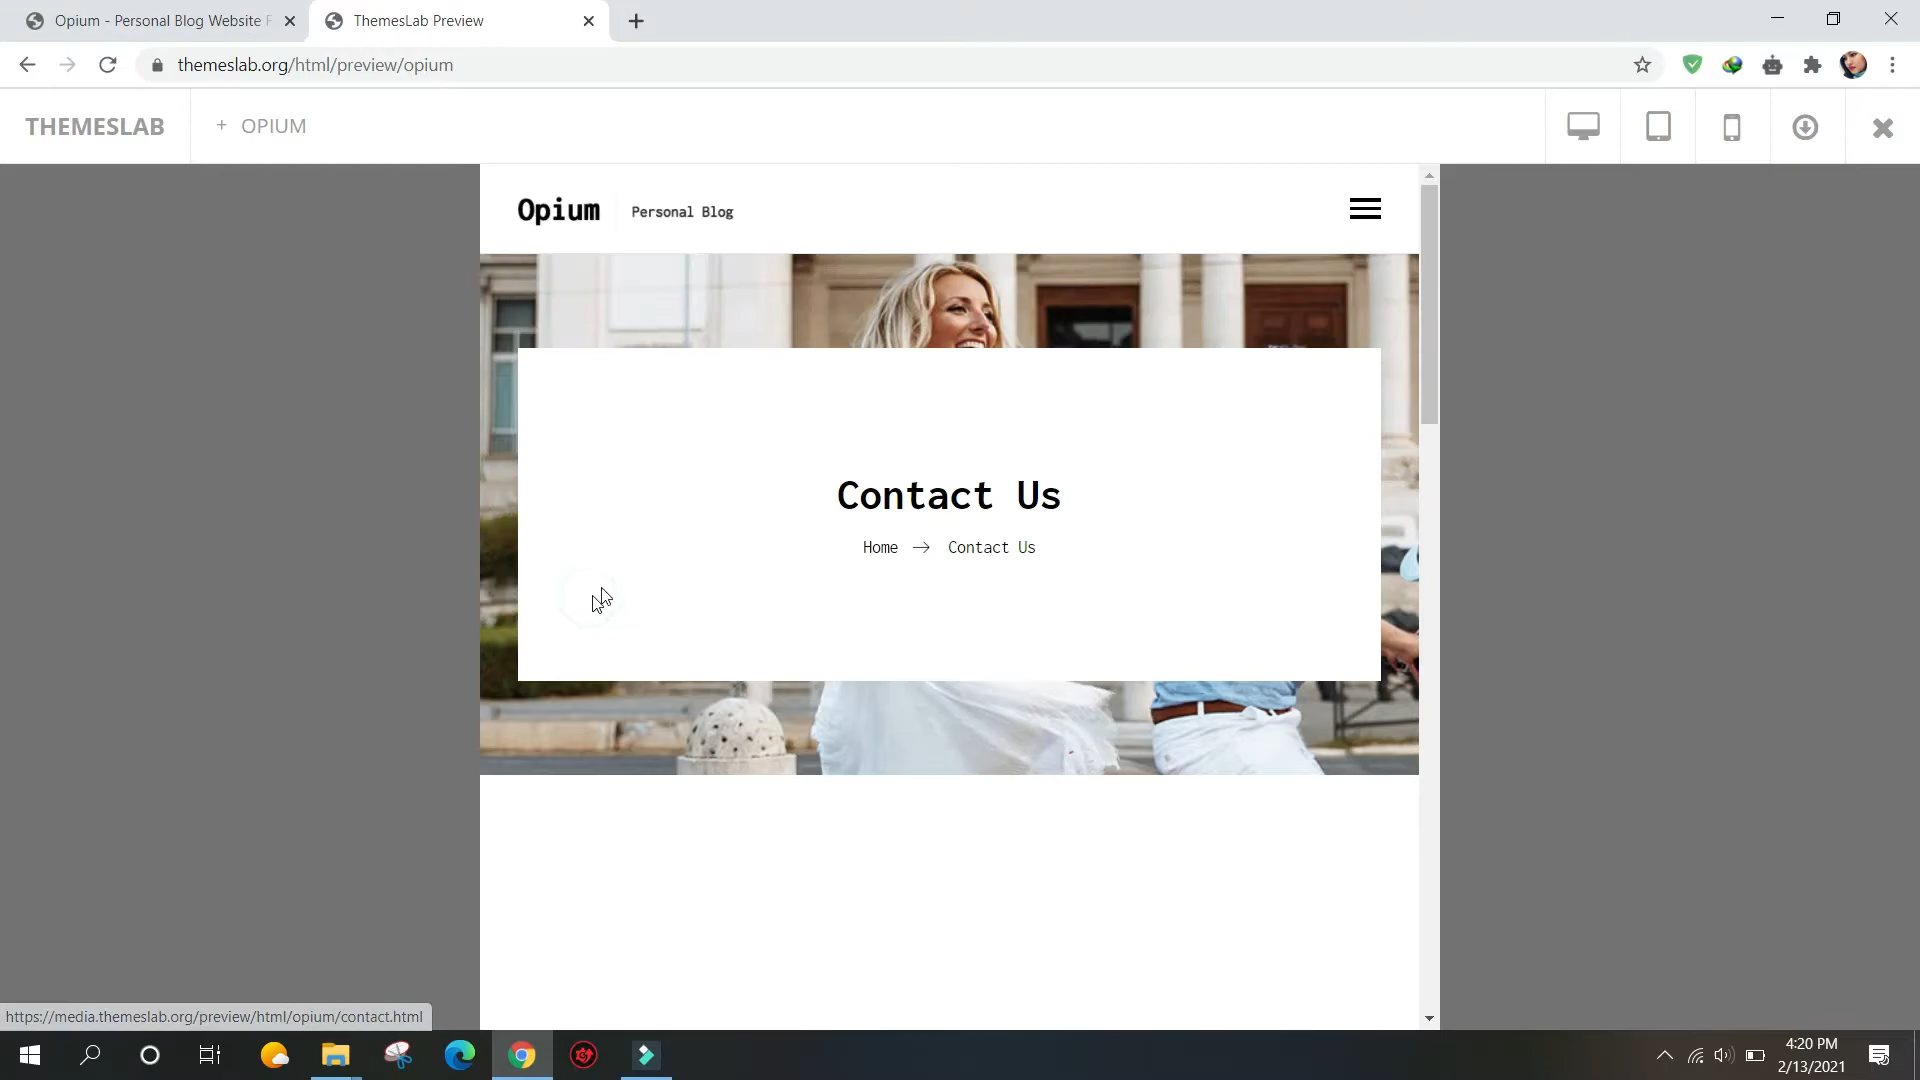 Opium - Personal Blog Website F
ThemesLab Preview
themeslab.org/html/preview/opium
THEMESLAB
+ OPIUM
Opium
Personal Blog
Contact Us
Home → Contact Us
https://media.themeslab.org/preview/html/opium/contact.html
4:20 PM
2/13/2021